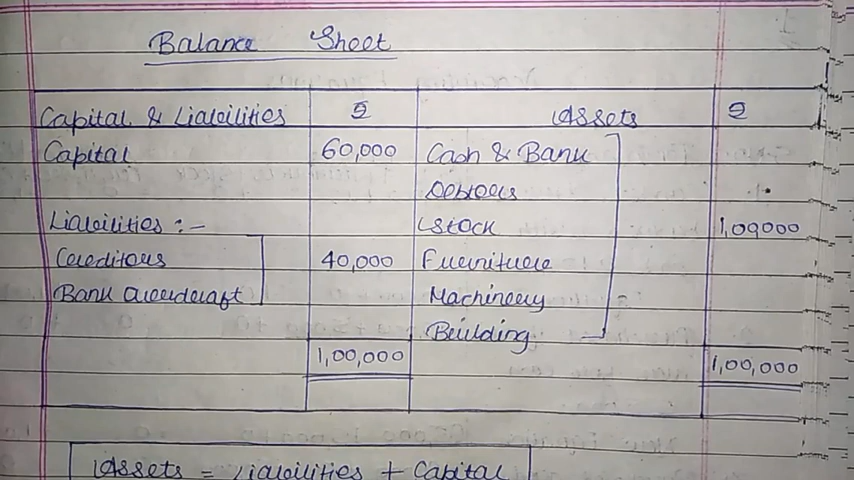 Balance Sheet
Capital & Liabilities ₹ Assets ₹
Capital 60,000 Cash & Bank
Debtors
Liabilities :- Stock 1,00000
Creditors 40,000 Furniture
Bank overdraft Machinery
Building
1,00,000 1,00,000
Assets = Liabilities + Capital